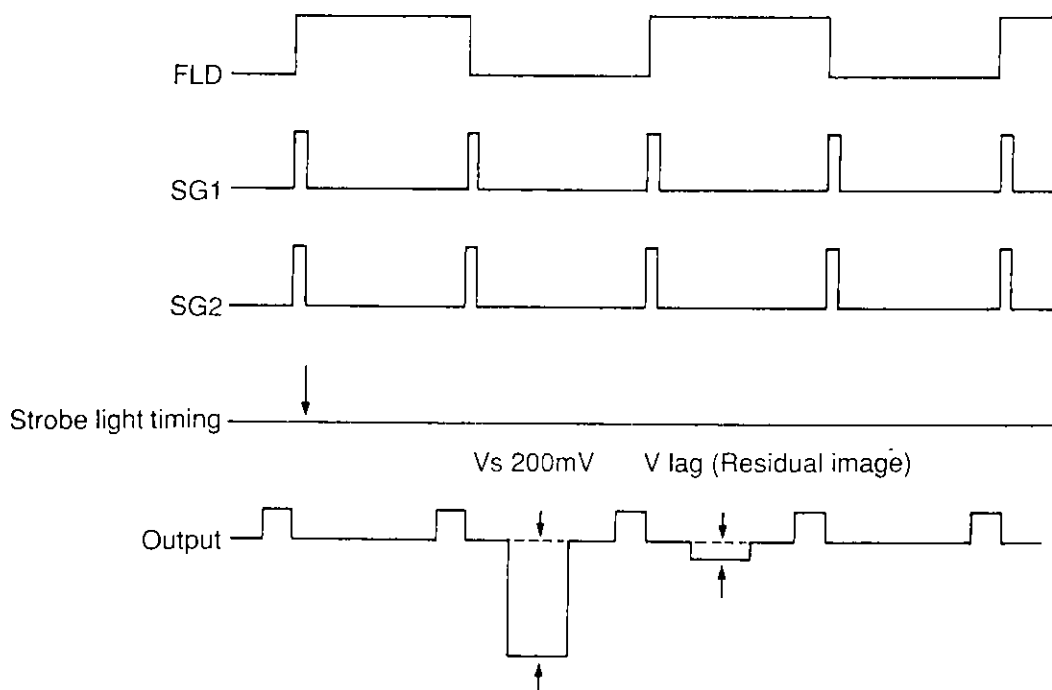 FLD
SG1
SG2
Strobe light timing
Vs 200mV V lag (Residual image)
Output